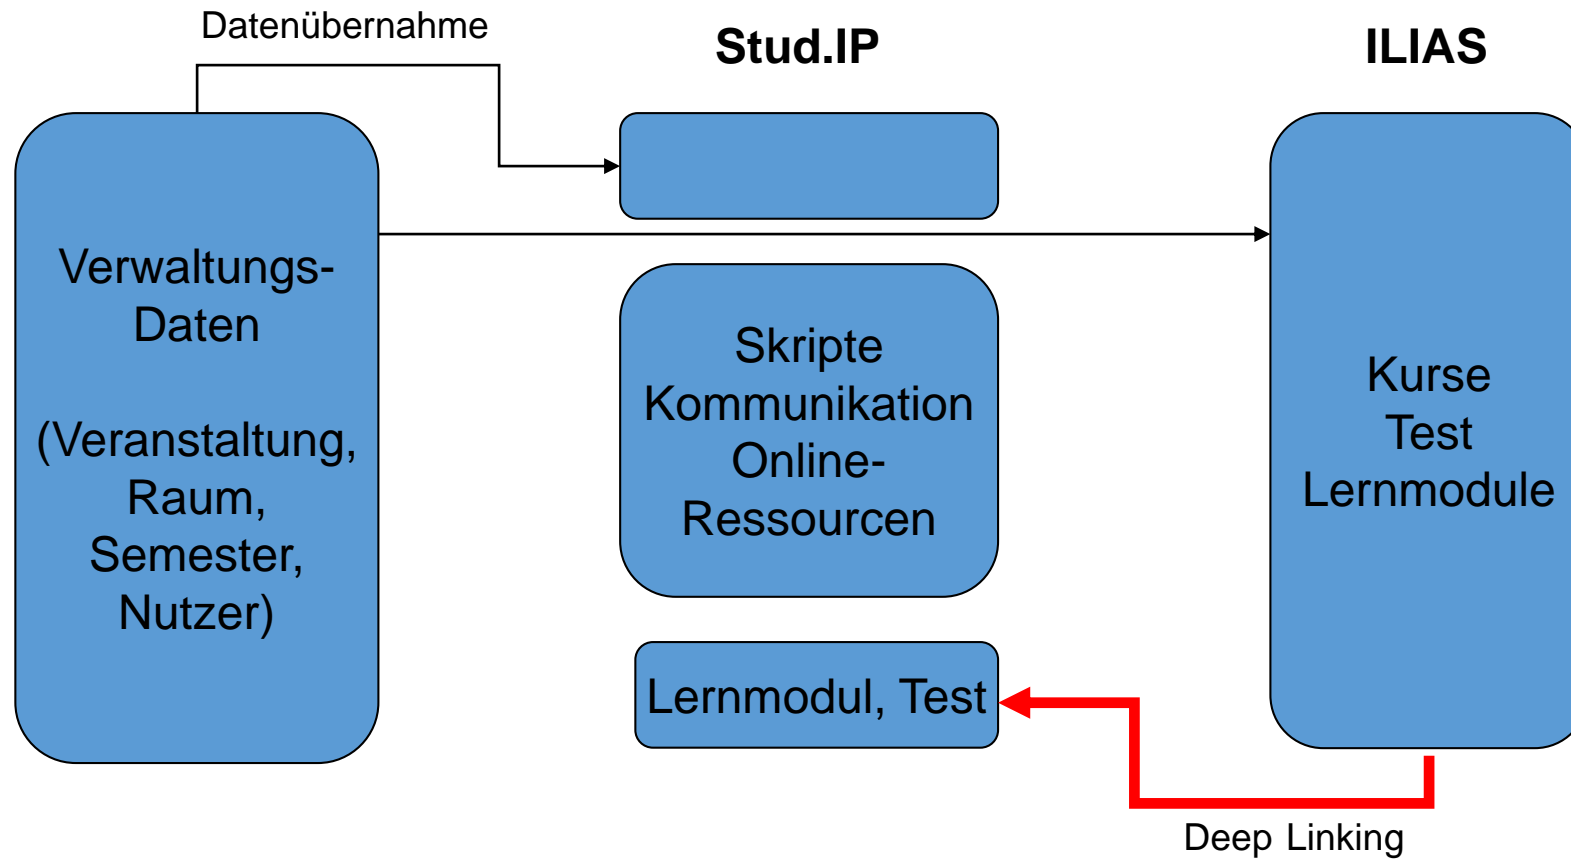 Datenübernahme
Stud.IP
ILIAS
Verwaltungs-
Daten
(Veranstaltung,
Raum,
Semester,
Nutzer)
Skripte
Kommunikation
Online-
Ressourcen
Kurse
Test
Lernmodule
Lernmodul, Test
Deep Linking